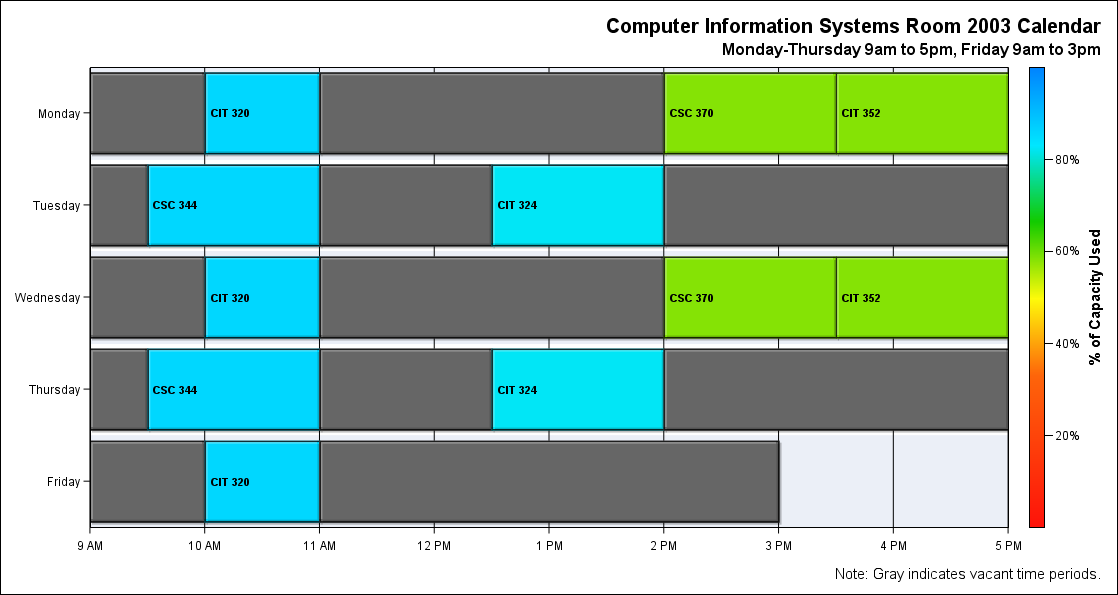 Computer Information Systems Room 2003 Calendar
Monday-Thursday 9am to 5pm, Friday 9am to 3pm
Monday
CIT 320
CSC 370
CIT 352
Tuesday
CSC 344
CIT 324
Wednesday
CIT 320
CSC 370
CIT 352
Thursday
CSC 344
CIT 324
Friday
CIT 320
9 AM 10 AM 11 AM 12 PM 1 PM 2 PM 3 PM 4 PM 5 PM
80%
60%
40%
20%
% of Capacity Used
Note: Gray indicates vacant time periods.